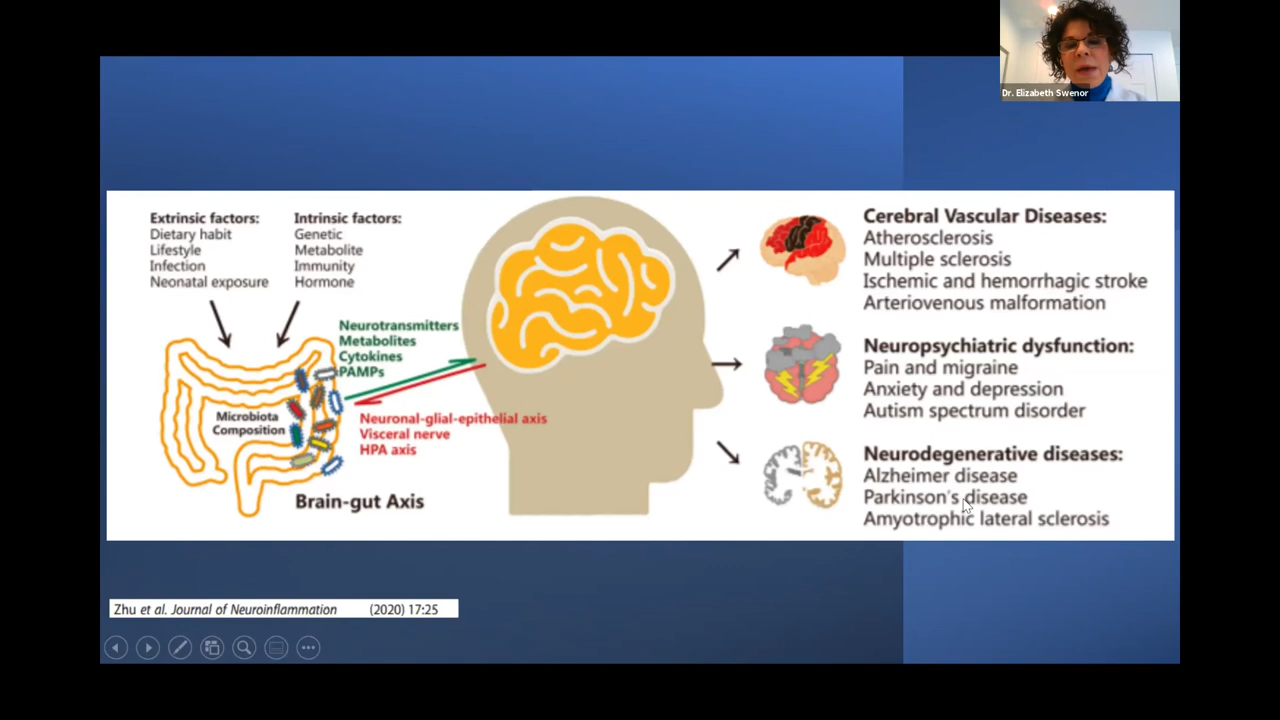 Dr. Elizabeth Swenor
Extrinsic factors:
Dietary habit
Lifestyle
Infection
Neonatal exposure
Intrinsic factors:
Genetic
Metabolite
Immunity
Hormone
Neurotransmitters
Metabolites
Cytokines
PAMPs
Neuronal-glial-epithelial axis
Visceral nerve
HPA axis
Microbiota
Composition
Brain-gut Axis
Cerebral Vascular Diseases:
Atherosclerosis
Multiple sclerosis
Ischemic and hemorrhagic stroke
Arteriovenous malformation
Neuropsychiatric dysfunction:
Pain and migraine
Anxiety and depression
Autism spectrum disorder
Neurodegenerative diseases:
Alzheimer disease
Parkinson's disease
Amyotrophic lateral sclerosis
Zhu et al. Journal of Neuroinflammation (2020) 17:25